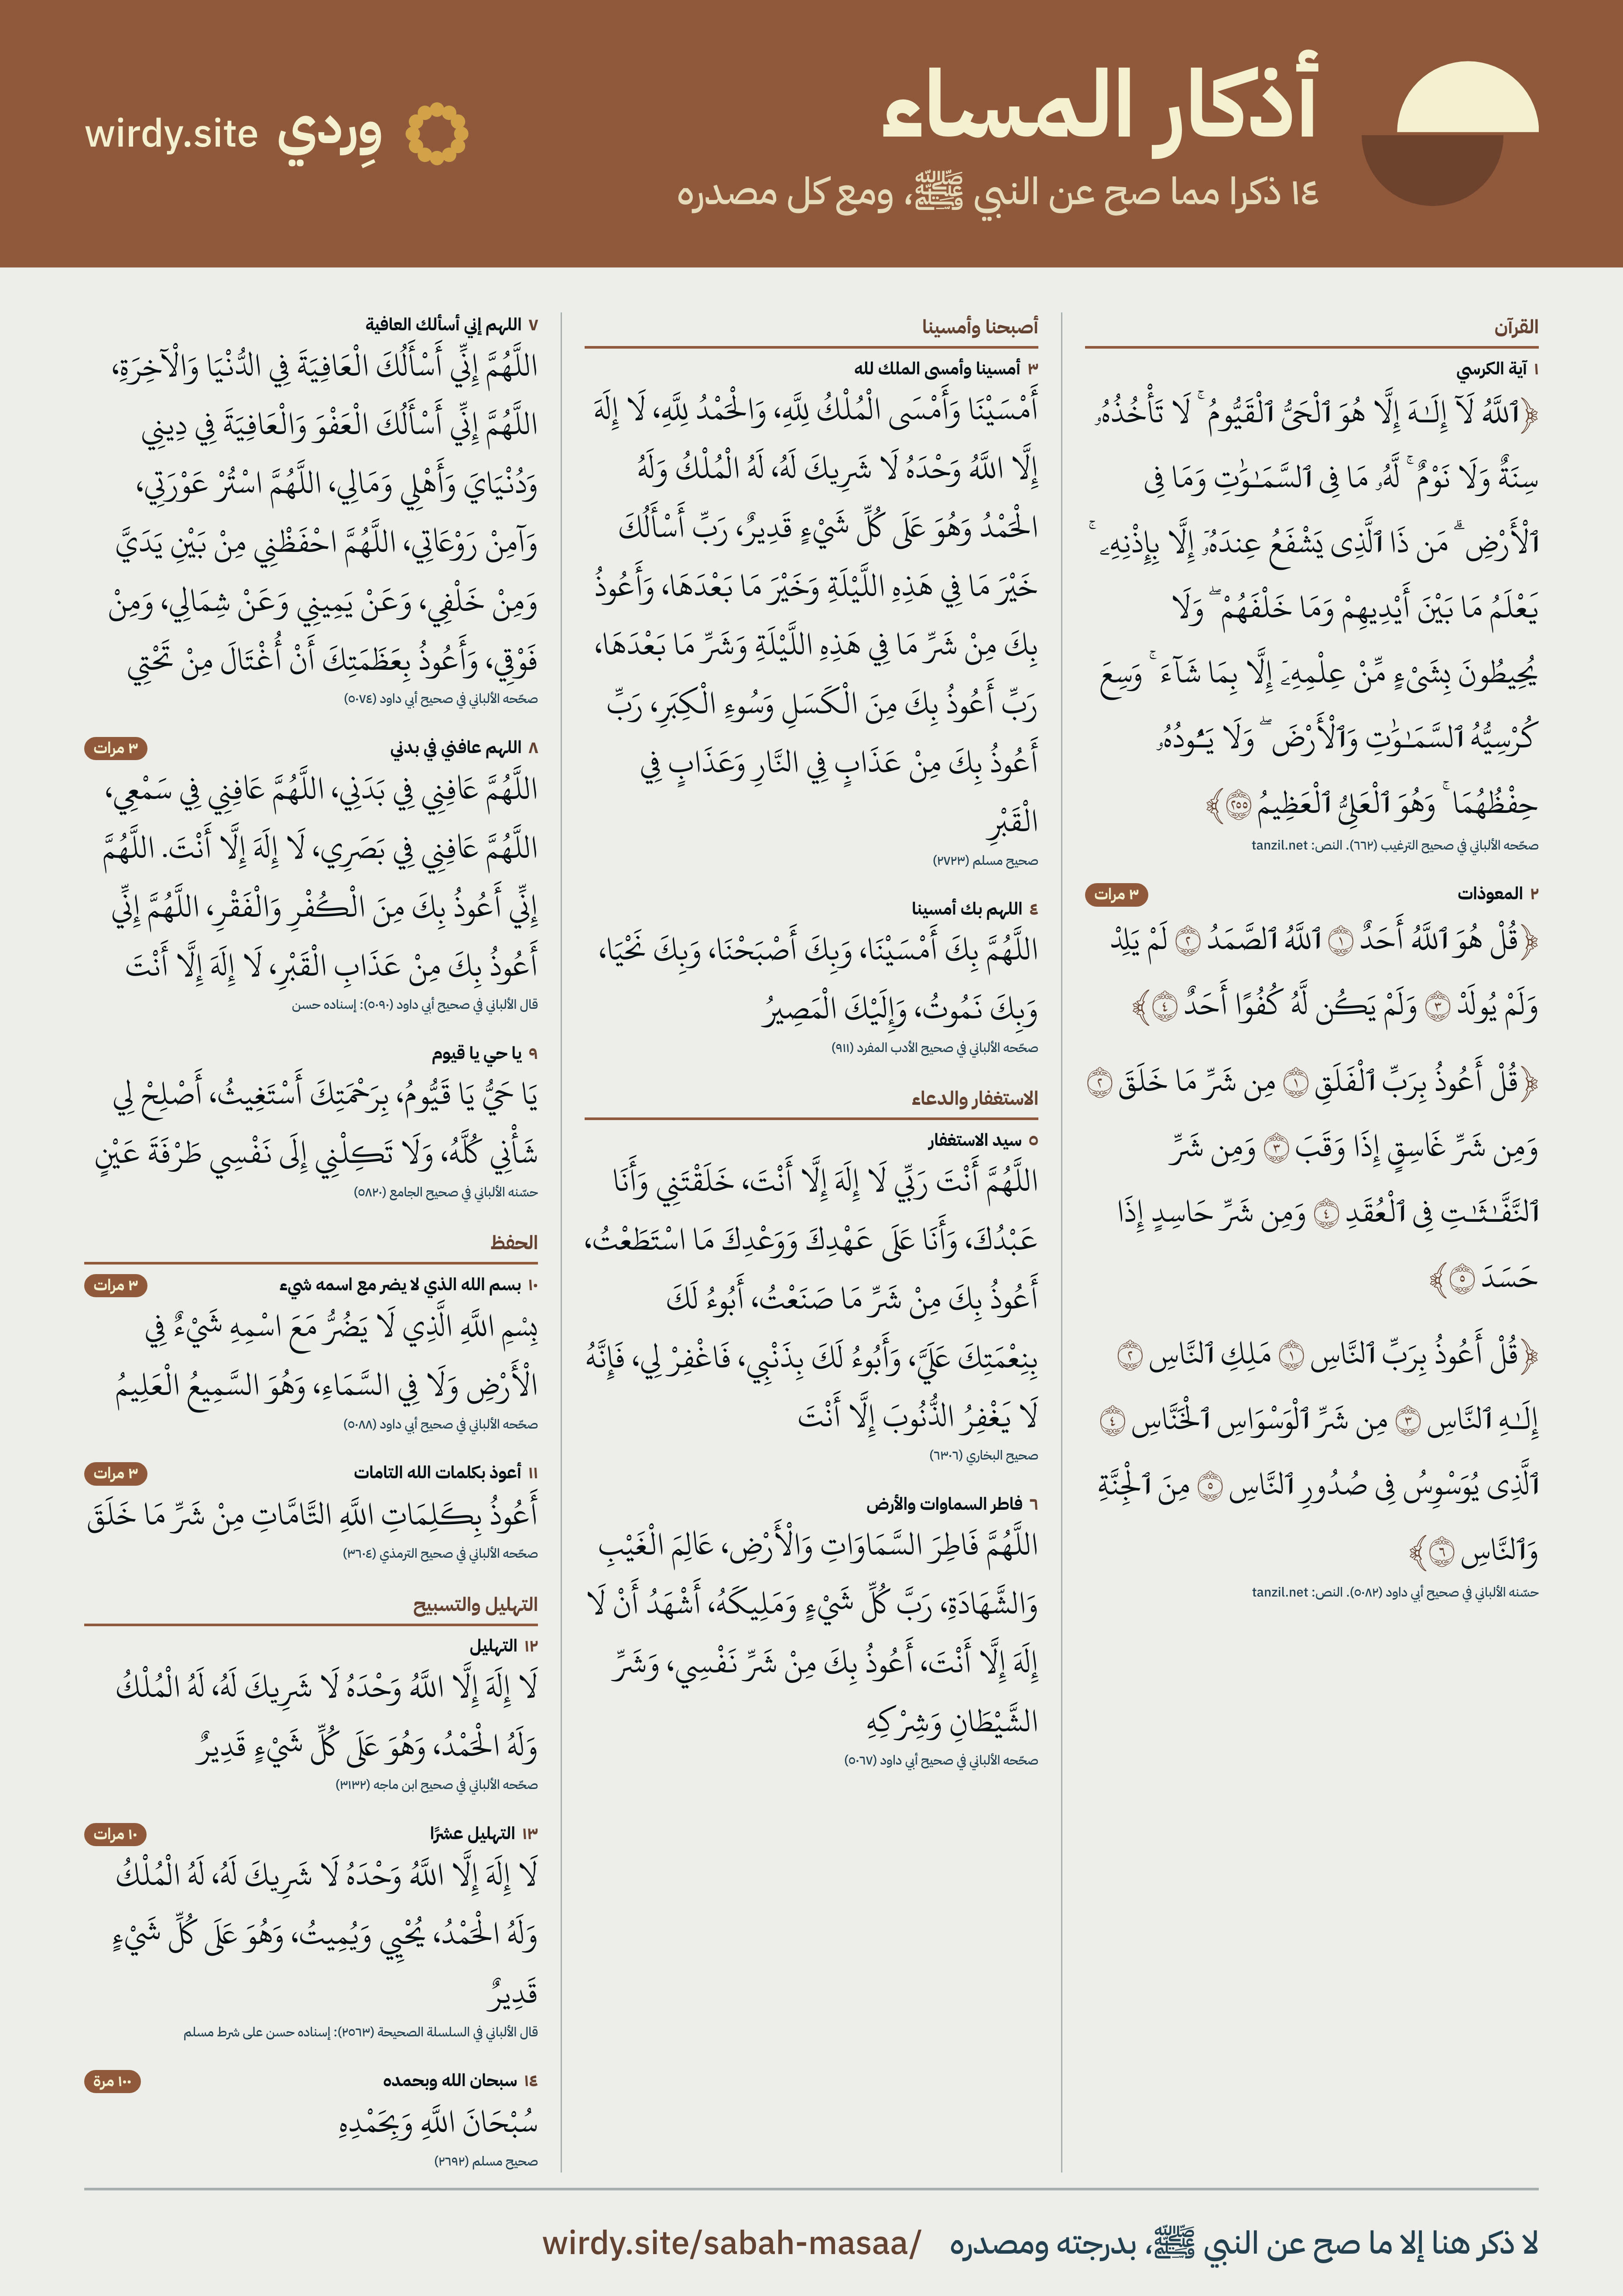 أذكار المساء
١٤ ذكرا مما صح عن النبي ﷺ، ومع كل مصدره
وِردي wirdy.site
القرآن
١ آية الكرسي
﴿ٱللَّهُ لَآ إِلَـٰهَ إِلَّا هُوَ ٱلْحَىُّ ٱلْقَيُّومُ ۚ لَا تَأْخُذُهُۥ
سِنَةٌ وَلَا نَوْمٌ ۚ لَّهُۥ مَا فِى ٱلسَّمَـٰوَٰتِ وَمَا فِى
ٱلْأَرْضِ ۗ مَن ذَا ٱلَّذِى يَشْفَعُ عِندَهُۥٓ إِلَّا بِإِذْنِهِۦ ۚ
يَعْلَمُ مَا بَيْنَ أَيْدِيهِمْ وَمَا خَلْفَهُمْ ۖ وَلَا
يُحِيطُونَ بِشَىْءٍ مِّنْ عِلْمِهِۦٓ إِلَّا بِمَا شَآءَ ۚ وَسِعَ
كُرْسِيُّهُ ٱلسَّمَـٰوَٰتِ وَٱلْأَرْضَ ۖ وَلَا يَـُٔودُهُۥ
حِفْظُهُمَا ۚ وَهُوَ ٱلْعَلِىُّ ٱلْعَظِيمُ ۝٢٥٥﴾
صحّحه الألباني في صحيح الترغيب (٦٦٢). النص: tanzil.net
٢ المعوذات ٣ مرات
﴿قُلْ هُوَ ٱللَّهُ أَحَدٌ ۝١ ٱللَّهُ ٱلصَّمَدُ ۝٢ لَمْ يَلِدْ
وَلَمْ يُولَدْ ۝٣ وَلَمْ يَكُن لَّهُۥ كُفُوًا أَحَدٌ ۝٤﴾
﴿قُلْ أَعُوذُ بِرَبِّ ٱلْفَلَقِ ۝١ مِن شَرِّ مَا خَلَقَ ۝٢
وَمِن شَرِّ غَاسِقٍ إِذَا وَقَبَ ۝٣ وَمِن شَرِّ
ٱلنَّفَّـٰثَـٰتِ فِى ٱلْعُقَدِ ۝٤ وَمِن شَرِّ حَاسِدٍ إِذَا
حَسَدَ ۝٥﴾
﴿قُلْ أَعُوذُ بِرَبِّ ٱلنَّاسِ ۝١ مَلِكِ ٱلنَّاسِ ۝٢
إِلَـٰهِ ٱلنَّاسِ ۝٣ مِن شَرِّ ٱلْوَسْوَاسِ ٱلْخَنَّاسِ ۝٤
ٱلَّذِى يُوَسْوِسُ فِى صُدُورِ ٱلنَّاسِ ۝٥ مِنَ ٱلْجِنَّةِ
وَٱلنَّاسِ ۝٦﴾
حسّنه الألباني في صحيح أبي داود (٥٠٨٢). النص: tanzil.net
أصبحنا وأمسينا
٣ أمسينا وأمسى الملك لله
أَمْسَيْنَا وَأَمْسَى الْمُلْكُ لِلَّهِ، وَالْحَمْدُ لِلَّهِ، لَا إِلَهَ
إِلَّا اللَّهُ وَحْدَهُ لَا شَرِيكَ لَهُ، لَهُ الْمُلْكُ وَلَهُ
الْحَمْدُ وَهُوَ عَلَى كُلِّ شَيْءٍ قَدِيرٌ، رَبِّ أَسْأَلُكَ
خَيْرَ مَا فِي هَذِهِ اللَّيْلَةِ وَخَيْرَ مَا بَعْدَهَا، وَأَعُوذُ
بِكَ مِنْ شَرِّ مَا فِي هَذِهِ اللَّيْلَةِ وَشَرِّ مَا بَعْدَهَا،
رَبِّ أَعُوذُ بِكَ مِنَ الْكَسَلِ وَسُوءِ الْكِبَرِ، رَبِّ
أَعُوذُ بِكَ مِنْ عَذَابٍ فِي النَّارِ وَعَذَابٍ فِي
الْقَبْرِ
صحيح مسلم (٢٧٢٣)
٤ اللهم بك أمسينا
اللَّهُمَّ بِكَ أَمْسَيْنَا، وَبِكَ أَصْبَحْنَا، وَبِكَ نَحْيَا،
وَبِكَ نَمُوتُ، وَإِلَيْكَ الْمَصِيرُ
صحّحه الألباني في صحيح الأدب المفرد (٩١١)
الاستغفار والدعاء
٥ سيد الاستغفار
اللَّهُمَّ أَنْتَ رَبِّي لَا إِلَهَ إِلَّا أَنْتَ، خَلَقْتَنِي وَأَنَا
عَبْدُكَ، وَأَنَا عَلَى عَهْدِكَ وَوَعْدِكَ مَا اسْتَطَعْتُ،
أَعُوذُ بِكَ مِنْ شَرِّ مَا صَنَعْتُ، أَبُوءُ لَكَ
بِنِعْمَتِكَ عَلَيَّ، وَأَبُوءُ لَكَ بِذَنْبِي، فَاغْفِرْ لِي، فَإِنَّهُ
لَا يَغْفِرُ الذُّنُوبَ إِلَّا أَنْتَ
صحيح البخاري (٦٣٠٦)
٦ فاطر السماوات والأرض
اللَّهُمَّ فَاطِرَ السَّمَاوَاتِ وَالْأَرْضِ، عَالِمَ الْغَيْبِ
وَالشَّهَادَةِ، رَبَّ كُلِّ شَيْءٍ وَمَلِيكَهُ، أَشْهَدُ أَنْ لَا
إِلَهَ إِلَّا أَنْتَ، أَعُوذُ بِكَ مِنْ شَرِّ نَفْسِي، وَشَرِّ
الشَّيْطَانِ وَشِرْكِهِ
صحّحه الألباني في صحيح أبي داود (٥٠٦٧)
٧ اللهم إني أسألك العافية
اللَّهُمَّ إِنِّي أَسْأَلُكَ الْعَافِيَةَ فِي الدُّنْيَا وَالْآخِرَةِ،
اللَّهُمَّ إِنِّي أَسْأَلُكَ الْعَفْوَ وَالْعَافِيَةَ فِي دِينِي
وَدُنْيَايَ وَأَهْلِي وَمَالِي، اللَّهُمَّ اسْتُرْ عَوْرَتِي،
وَآمِنْ رَوْعَاتِي، اللَّهُمَّ احْفَظْنِي مِنْ بَيْنِ يَدَيَّ
وَمِنْ خَلْفِي، وَعَنْ يَمِينِي وَعَنْ شِمَالِي، وَمِنْ
فَوْقِي، وَأَعُوذُ بِعَظَمَتِكَ أَنْ أُغْتَالَ مِنْ تَحْتِي
صحّحه الألباني في صحيح أبي داود (٥٠٧٤)
٨ اللهم عافني في بدني ٣ مرات
اللَّهُمَّ عَافِنِي فِي بَدَنِي، اللَّهُمَّ عَافِنِي فِي سَمْعِي،
اللَّهُمَّ عَافِنِي فِي بَصَرِي، لَا إِلَهَ إِلَّا أَنْتَ. اللَّهُمَّ
إِنِّي أَعُوذُ بِكَ مِنَ الْكُفْرِ وَالْفَقْرِ، اللَّهُمَّ إِنِّي
أَعُوذُ بِكَ مِنْ عَذَابِ الْقَبْرِ، لَا إِلَهَ إِلَّا أَنْتَ
قال الألباني في صحيح أبي داود (٥٠٩٠): إسناده حسن
٩ يا حي يا قيوم
يَا حَيُّ يَا قَيُّومُ، بِرَحْمَتِكَ أَسْتَغِيثُ، أَصْلِحْ لِي
شَأْنِي كُلَّهُ، وَلَا تَكِلْنِي إِلَى نَفْسِي طَرْفَةَ عَيْنٍ
حسّنه الألباني في صحيح الجامع (٥٨٢٠)
الحفظ
١٠ بسم الله الذي لا يضر مع اسمه شيء ٣ مرات
بِسْمِ اللَّهِ الَّذِي لَا يَضُرُّ مَعَ اسْمِهِ شَيْءٌ فِي
الْأَرْضِ وَلَا فِي السَّمَاءِ، وَهُوَ السَّمِيعُ الْعَلِيمُ
صحّحه الألباني في صحيح أبي داود (٥٠٨٨)
١١ أعوذ بكلمات الله التامات ٣ مرات
أَعُوذُ بِكَلِمَاتِ اللَّهِ التَّامَّاتِ مِنْ شَرِّ مَا خَلَقَ
صحّحه الألباني في صحيح الترمذي (٣٦٠٤)
التهليل والتسبيح
١٢ التهليل
لَا إِلَهَ إِلَّا اللَّهُ وَحْدَهُ لَا شَرِيكَ لَهُ، لَهُ الْمُلْكُ
وَلَهُ الْحَمْدُ، وَهُوَ عَلَى كُلِّ شَيْءٍ قَدِيرٌ
صحّحه الألباني في صحيح ابن ماجه (٣١٣٢)
١٣ التهليل عشرًا ١٠ مرات
لَا إِلَهَ إِلَّا اللَّهُ وَحْدَهُ لَا شَرِيكَ لَهُ، لَهُ الْمُلْكُ
وَلَهُ الْحَمْدُ، يُحْيِي وَيُمِيتُ، وَهُوَ عَلَى كُلِّ شَيْءٍ
قَدِيرٌ
قال الألباني في السلسلة الصحيحة (٢٥٦٣): إسناده حسن على شرط مسلم
١٤ سبحان الله وبحمده ١٠٠ مرة
سُبْحَانَ اللَّهِ وَبِحَمْدِهِ
صحيح مسلم (٢٦٩٢)
لا ذكر هنا إلا ما صح عن النبي ﷺ، بدرجته ومصدره wirdy.site/sabah-masaa/